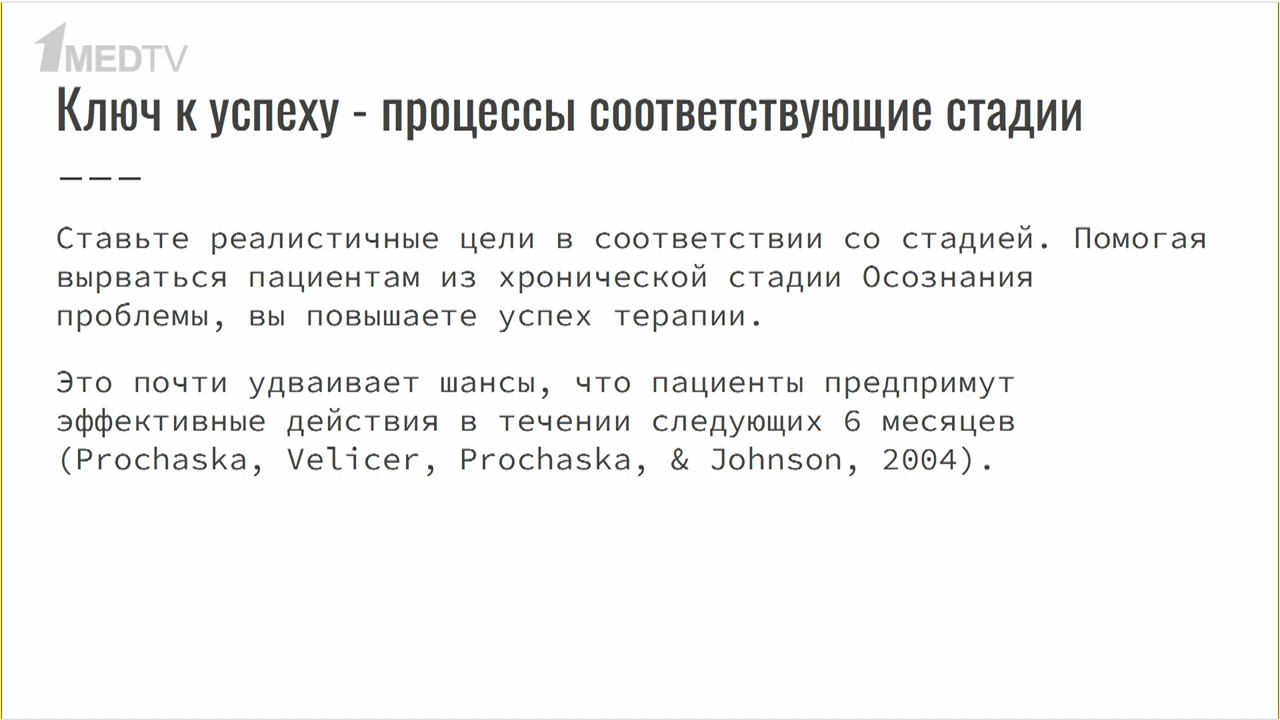 1MEDTV
Ключ к успеху - процессы соответствующие стадии
Ставьте реалистичные цели в соответствии со стадией. Помогая
вырваться пациентам из хронической стадии Осознания
проблемы, вы повышаете успех терапии.
Это почти удваивает шансы, что пациенты предпримут
эффективные действия в течении следующих 6 месяцев
(Prochaska, Velicer, Prochaska, & Johnson, 2004).